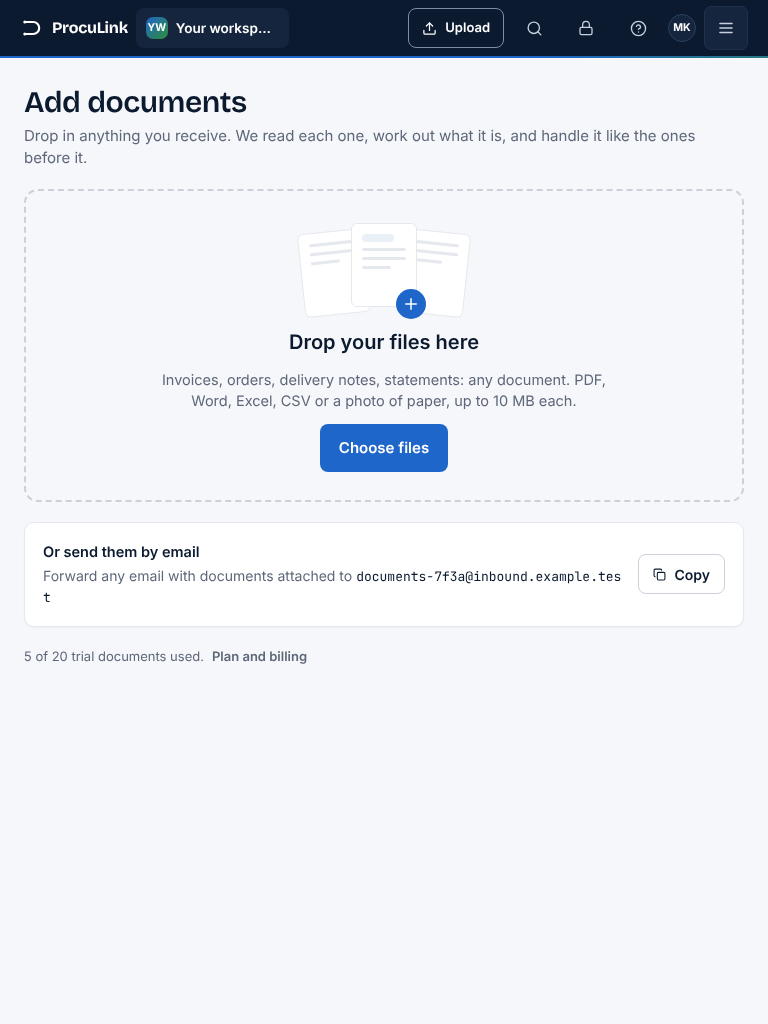 ProcuLink
YW
Your worksp...
Upload
MK
Add documents
Drop in anything you receive. We read each one, work out what it is, and handle it like the ones
before it.
Drop your files here
Invoices, orders, delivery notes, statements: any document. PDF,
Word, Excel, CSV or a photo of paper, up to 10 MB each.
Choose files
Or send them by email
Forward any email with documents attached to documents-7f3a@inbound.example.tes
t
Copy
5 of 20 trial documents used. Plan and billing